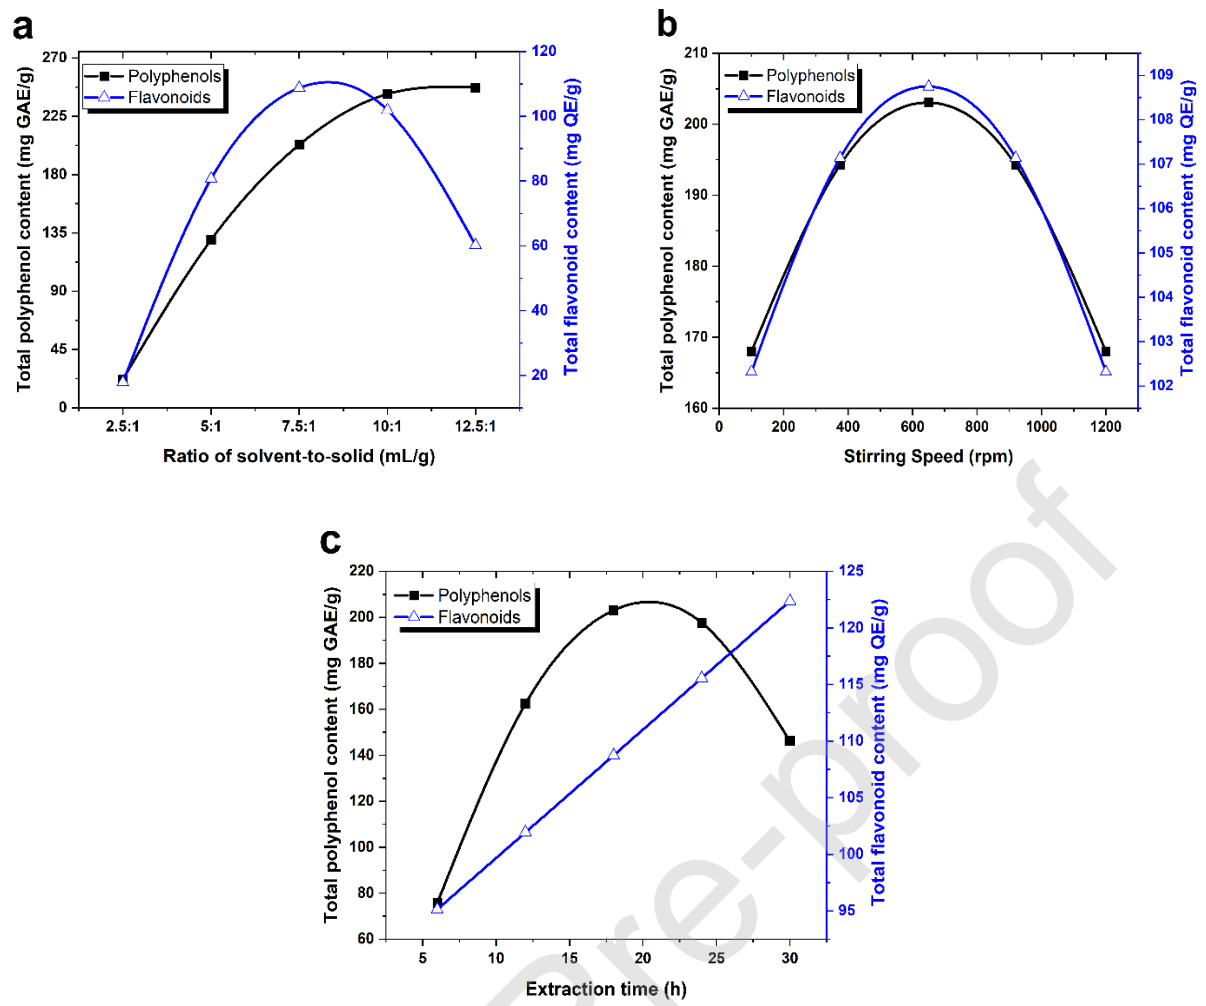 a
270
225
180
135
90
45
0
Total polyphenol content (mg GAE/g)
Polyphenols
Flavonoids
120
100
80
60
40
20
Total flavonoid content (mg QE/g)
2.5:1 5:1 7.5:1 10:1 12.5:1
Ratio of solvent-to-solid (mL/g)
b
210
200
190
180
170
160
Total polyphenol content (mg GAE/g)
Polyphenols
Flavonoids
109
108
107
106
105
104
103
102
Total flavonoid content (mg QE/g)
0 200 400 600 800 1000 1200
Stirring Speed (rpm)
c
220
200
180
160
140
120
100
80
60
Total polyphenol content (mg GAE/g)
Polyphenols
Flavonoids
125
120
115
110
105
100
95
Total flavonoid content (mg QE/g)
5 10 15 20 25 30
Extraction time (h)
Pre-proof